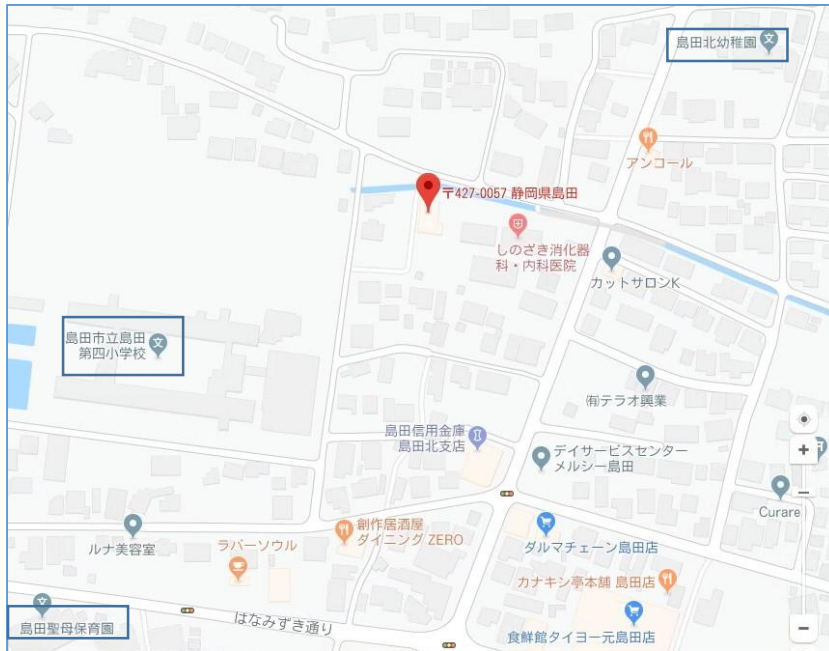 島田北幼稚園
文
アンコール
〒427-0057 静岡県島田
しのざき消化器
科・内科医院
カットサロンK
島田市立島田
第四小学校
文
(有)テラオ興業
島田信用金庫
島田北支店
デイサービスセンター
メルシー島田
Curare
創作居酒屋
ダイニング ZERO
ルナ美容室
ラバーソウル
ダルマチェーン島田店
カナキン亭本舗 島田店
文
島田聖母保育園
はなみずき通り
食鮮館タイヨー元島田店